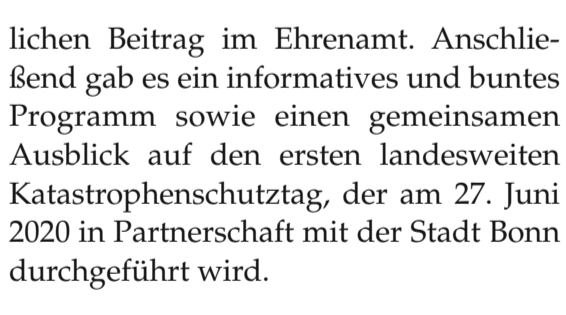 lichen Beitrag im Ehrenamt. Anschlie-
ßend gab es ein informatives und buntes
Programm sowie einen gemeinsamen
Ausblick auf den ersten landesweiten
Katastrophenschutztag, der am 27. Juni
2020 in Partnerschaft mit der Stadt Bonn
durchgeführt wird.